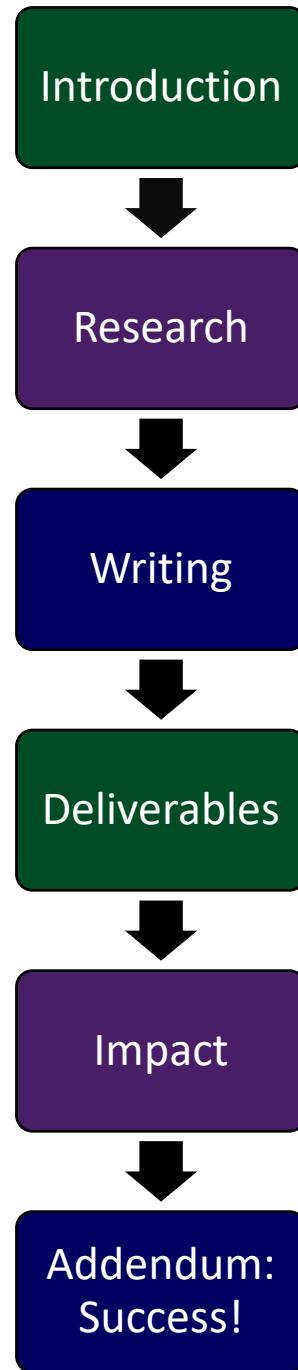 Introduction
Research
Writing
Deliverables
Impact
Addendum:
Success!